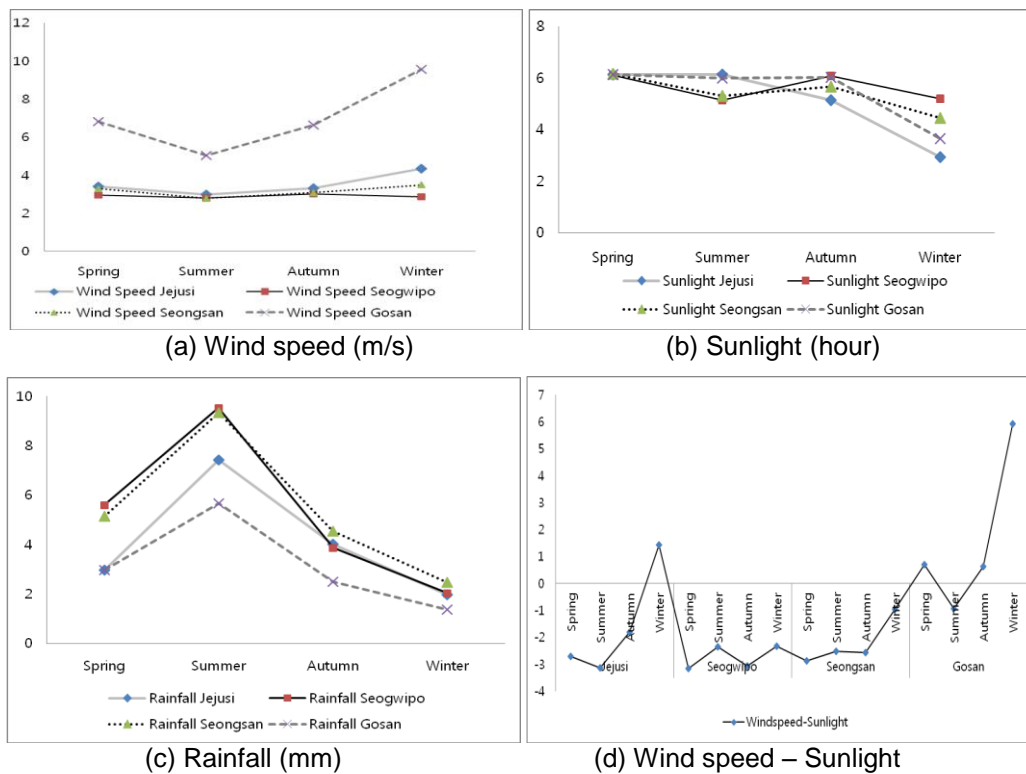 12
10
8
6
4
2
0
Spring Summer Autumn Winter
Wind Speed Jejusi Wind Speed Seogwipo
Wind Speed Seongsan Wind Speed Gosan
(a) Wind speed (m/s)
8
6
4
2
0
Spring Summer Autumn Winter
Sunlight Jejusi Sunlight Seogwipo
Sunlight Seongsan Sunlight Gosan
(b) Sunlight (hour)
10
8
6
4
2
0
Spring Summer Autumn Winter
Rainfall Jejusi Rainfall Seogwipo
Rainfall Seongsan Rainfall Gosan
(c) Rainfall (mm)
7
6
5
4
3
2
1
0
-1
-2
-3
-4
Spring Summer Autumn Winter Spring Summer Autumn Winter Spring Summer Autumn Winter Spring Summer Autumn Winter
Jejusi Seogwipo Seongsan Gosan
Windspeed-Sunlight
(d) Wind speed – Sunlight